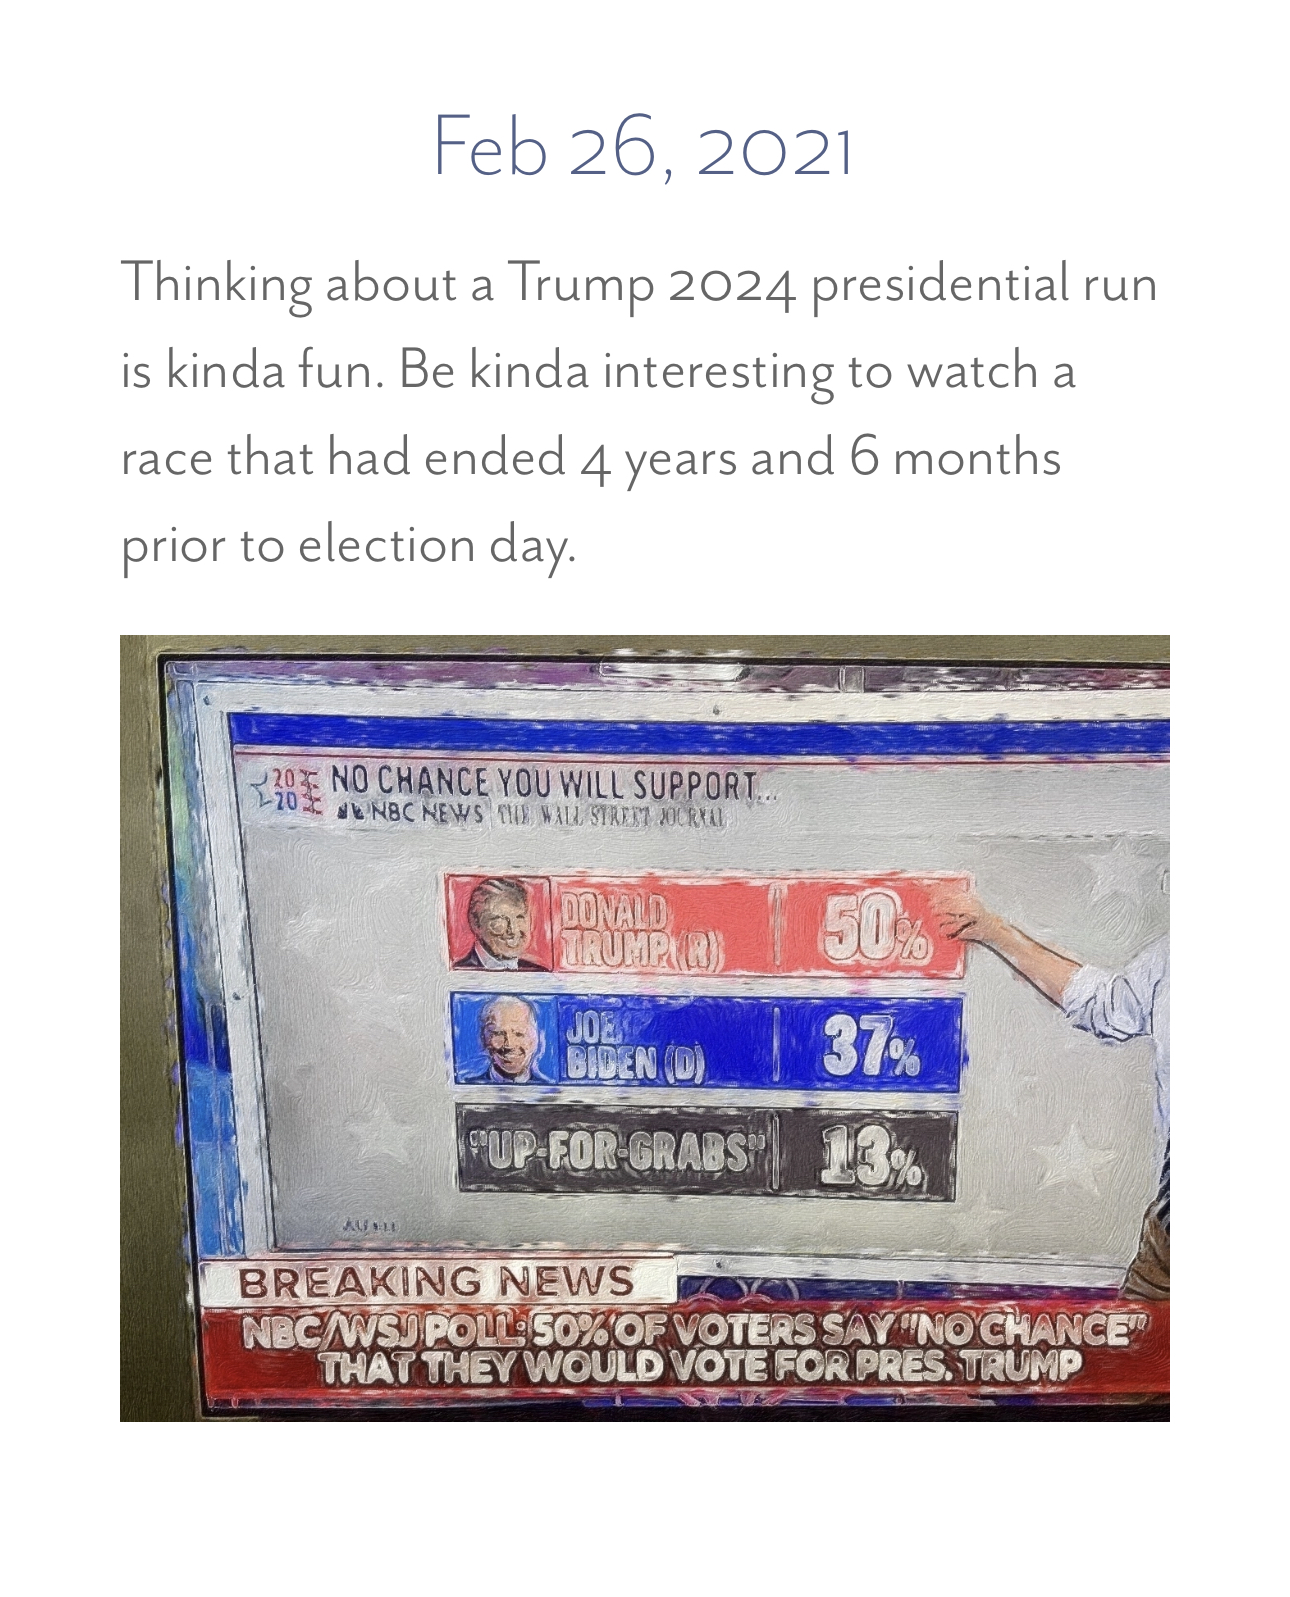 Feb 26, 2021
Thinking about a Trump 2024 presidential run
is kinda fun. Be kinda interesting to watch a
race that had ended 4 years and 6 months
prior to election day.
2020 NO CHANCE YOU WILL SUPPORT...
NBC NEWS | THE WALL STREET JOURNAL
DONALD
TRUMP (R) | 50%
JOE
BIDEN (D) | 37%
"UP-FOR-GRABS" | 13%
BREAKING NEWS
NBC/WSJ POLL: 50% OF VOTERS SAY "NO CHANCE"
THAT THEY WOULD VOTE FOR PRES. TRUMP